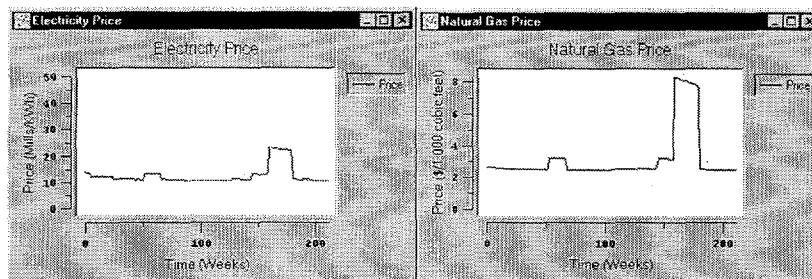 Electricity Price
Electricity Price
Price (Mills/KWh)
50
40
30
20
10
0
0
100
200
Time (Weeks)
Price
Natural Gas Price
Natural Gas Price
Price ($/1,000 cubic feet)
8
6
4
2
0
0
100
200
Time (Weeks)
Price